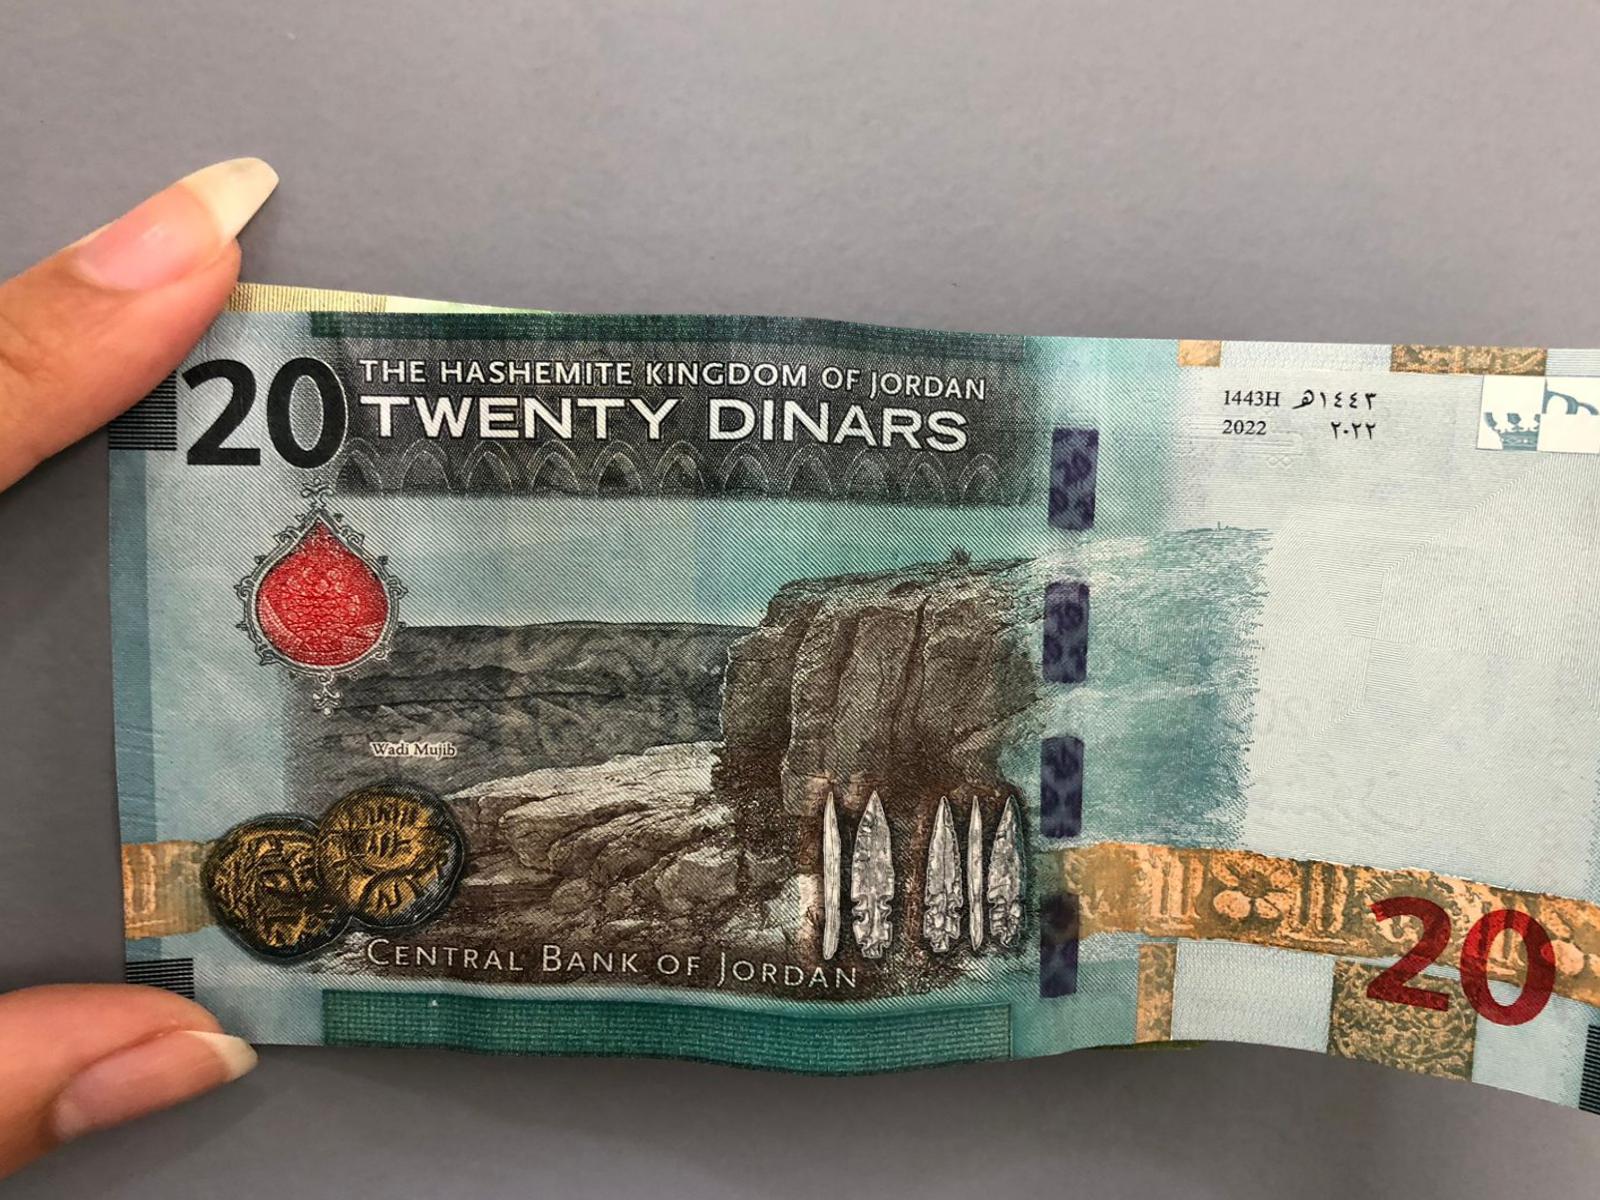 20
THE HASHEMITE KINGDOM OF JORDAN
TWENTY DINARS
1443H ١٤٤٣هـ
2022 ٢٠٢٢
Wadi Mujib
CENTRAL BANK OF JORDAN
20